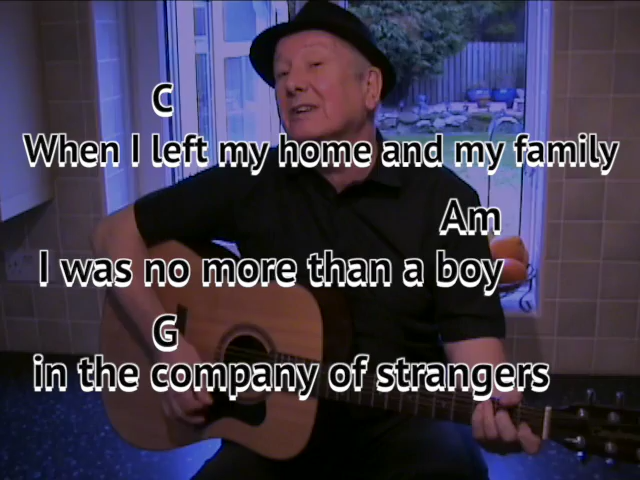 C
When I left my home and my family
Am
I was no more than a boy
G
in the company of strangers